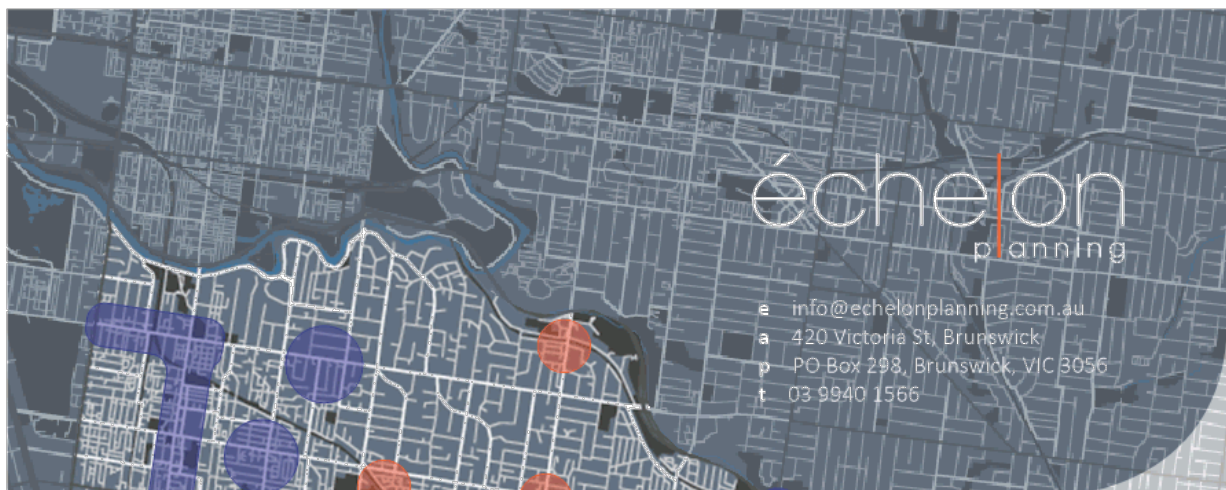 échelon
planning
e info@echelonplanning.com.au
a 420 Victoria St, Brunswick
p PO Box 298, Brunswick, VIC 3056
t 03 9940 1566